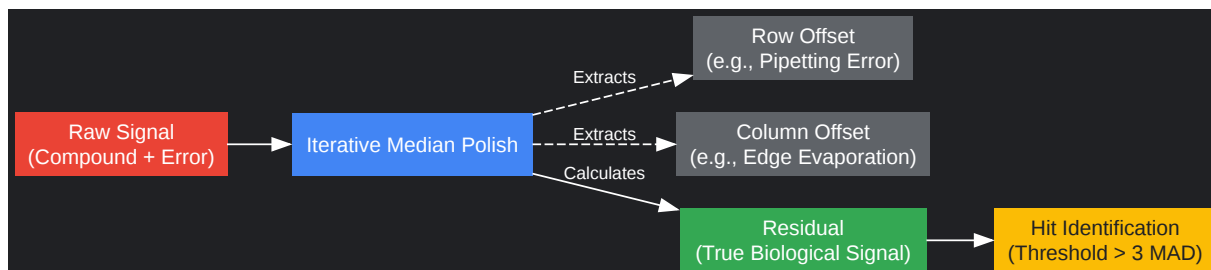 Raw Signal
(Compound + Error)
Iterative Median Polish
Extracts
Row Offset
(e.g., Pipetting Error)
Extracts
Column Offset
(e.g., Edge Evaporation)
Calculates
Residual
(True Biological Signal)
Hit Identification
(Threshold > 3 MAD)